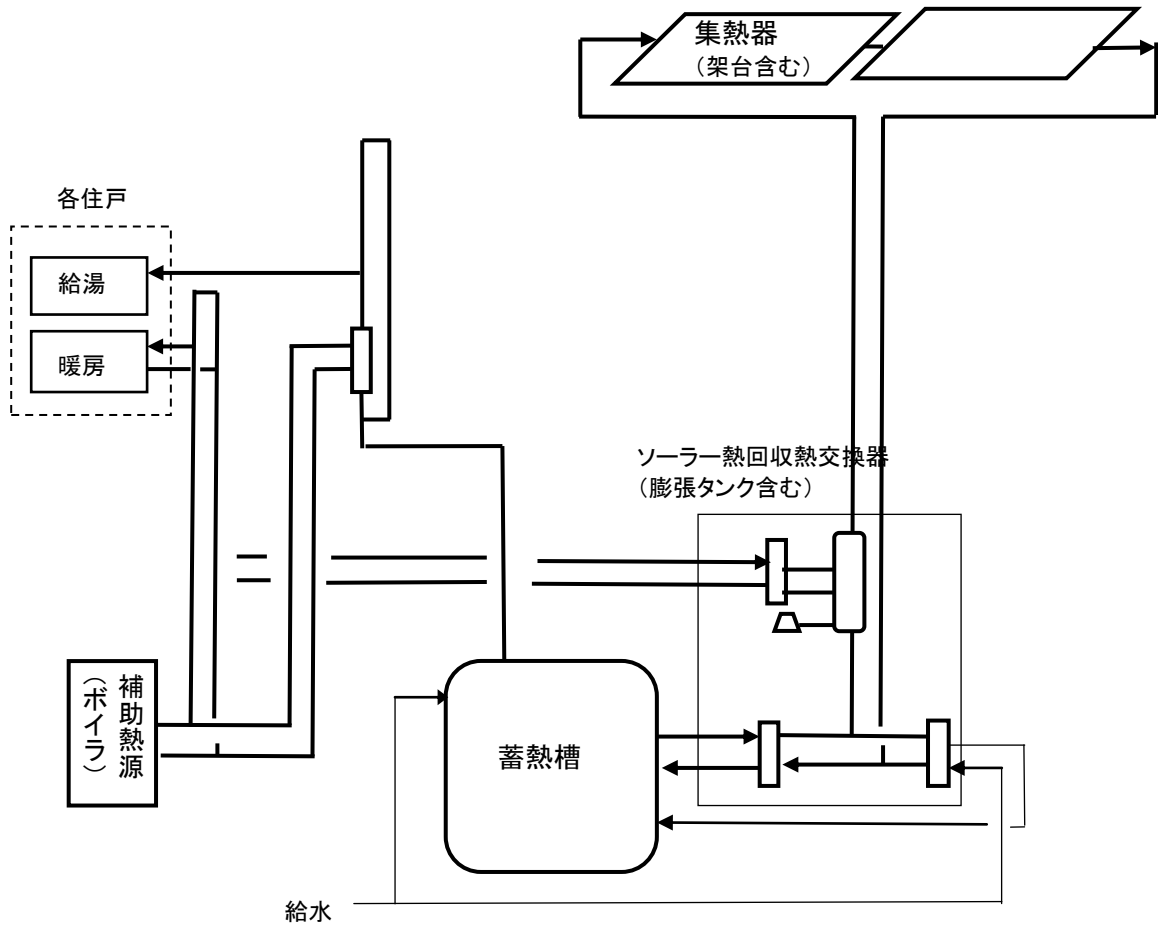 集熱器
（架台含む）
各住戸
給湯
暖房
ソーラー熱回収熱交換器
（膨張タンク含む）
補助熱源
（ボイラ）
蓄熱槽
給水